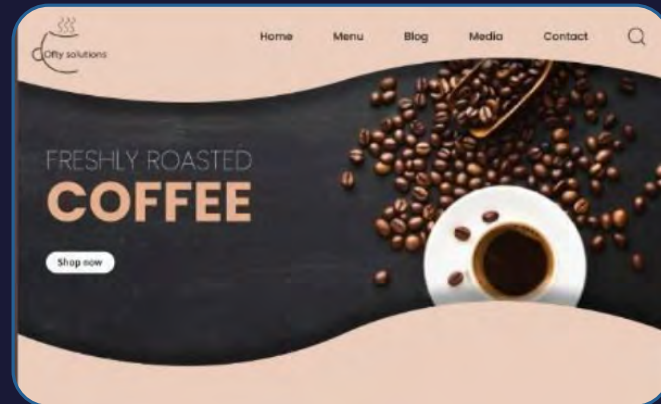 cofty solutions
Home Menu Blog Media Contact
FRESHLY ROASTED
COFFEE
Shop now